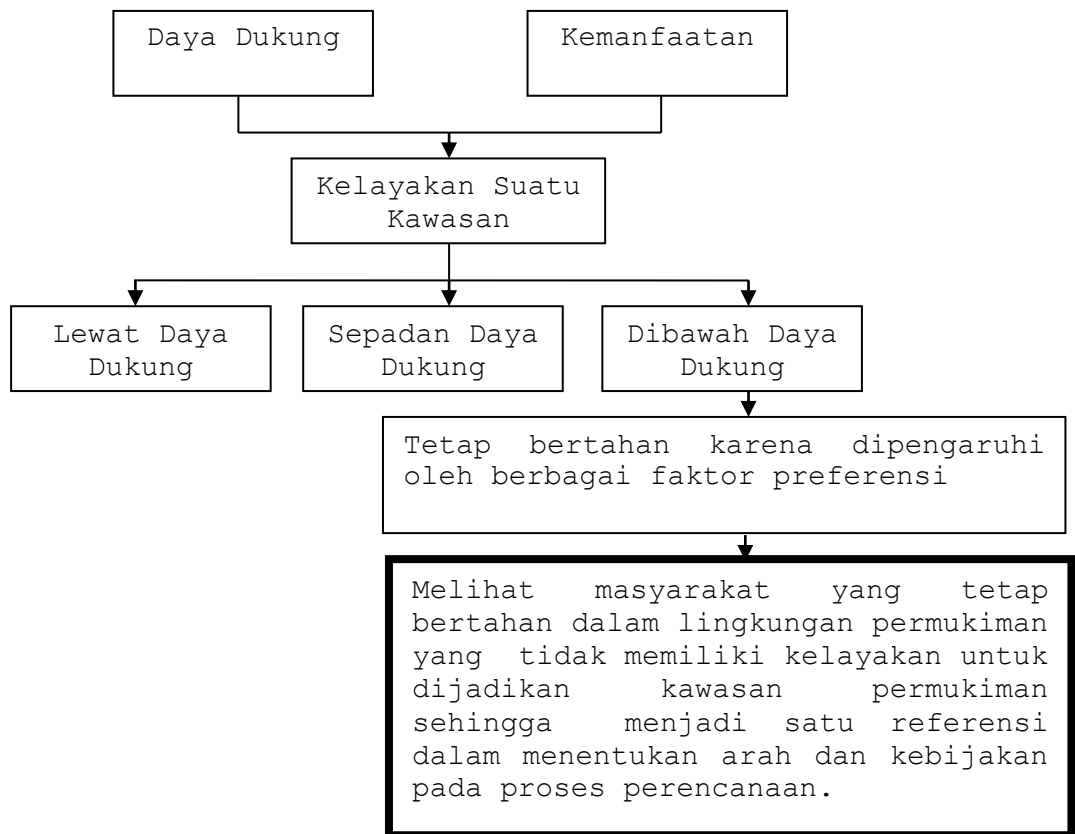 Daya Dukung
Kemanfaatan
Kelayakan Suatu
Kawasan
Lewat Daya
Dukung
Sepadan Daya
Dukung
Dibawah Daya
Dukung
Tetap bertahan karena dipengaruhi
oleh berbagai faktor preferensi
Melihat masyarakat yang tetap
bertahan dalam lingkungan permukiman
yang tidak memiliki kelayakan untuk
dijadikan kawasan permukiman
sehingga menjadi satu referensi
dalam menentukan arah dan kebijakan
pada proses perencanaan.